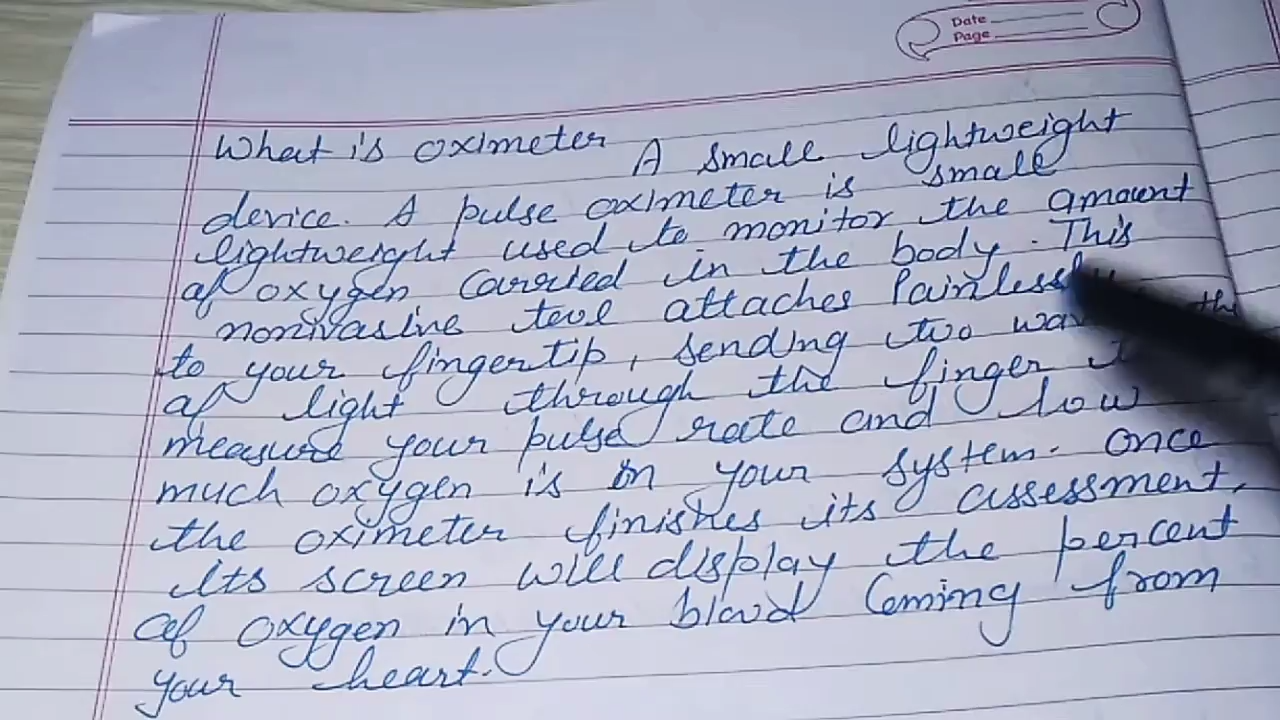 Date
Page
What is oximeter A small lightweight
device. A pulse oximeter is small
lightweight used to monitor the amount
of oxygen carried in the body. This
nonivasive tool attaches Painlessly
to your fingertip, sending two
of light through the finger
measure your pulse rate and how
much oxygen is in your system. Once
the oximeter finishes its assessment,
Its screen will display the percent
of oxygen in your blood coming from
your heart.